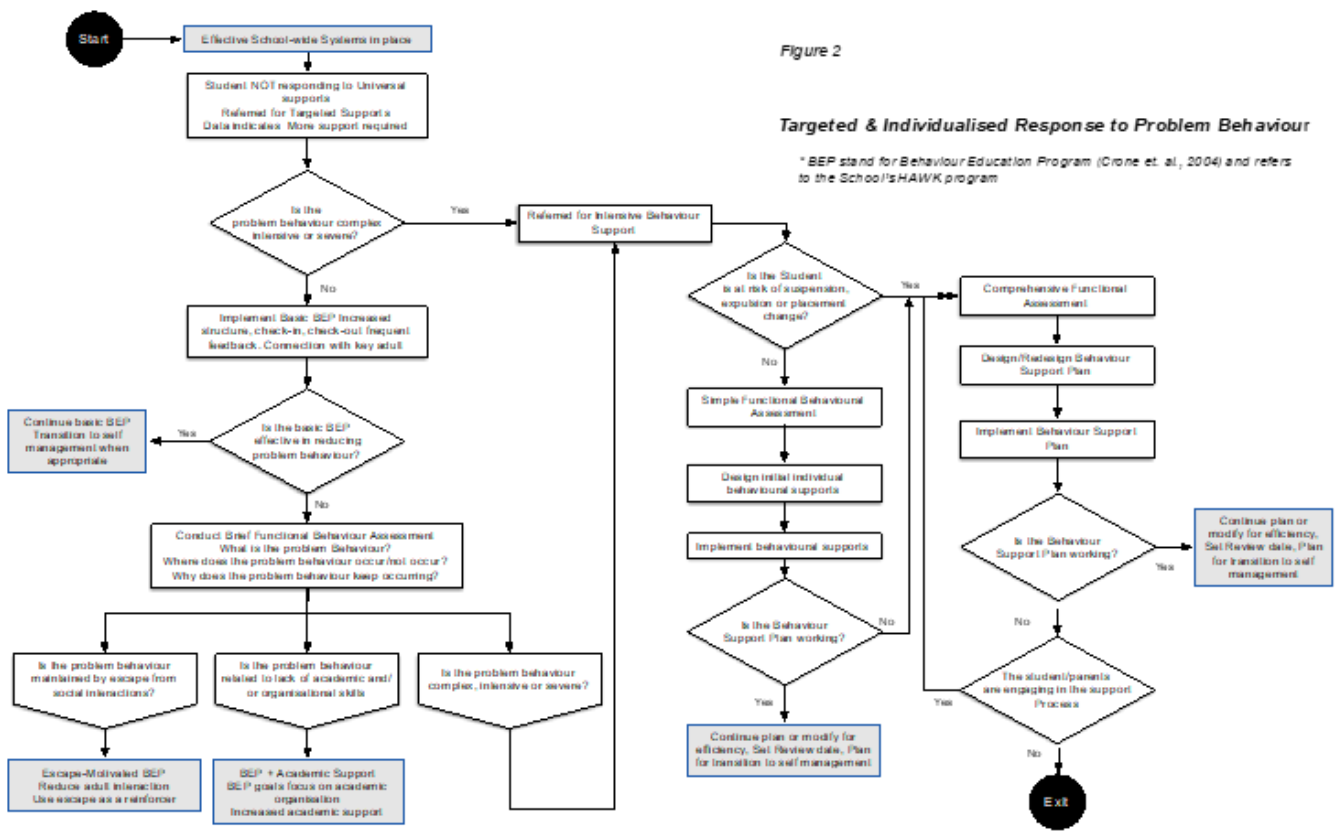 Start
Effective School-wide Systems in place
Student NOT responding to Universal
supports
Referred for Targeted Supports
Data Indicates More support required
Figure 2
Targeted & Individualised Response to Problem Behaviour
* BEP stand for Behaviour Education Program (Crone et. al., 2004) and refers
to the School's HAWK program
Is the
problem behaviour complex
intensive or severe?
Yes
No
Referred for Intensive Behaviour
Support
Implement Basic BEP Increased
structure, check-in, check-out frequent
feedback. Connection with key adult
Is the basic BEP
effective in reducing
problem behaviour?
Yes
Continue basic BEP
Transition to self
management when
appropriate
No
Conduct Brief Functional Behaviour Assessment
What is the problem Behaviour?
Where does the problem behaviour occur/not occur?
Why does the problem behaviour keep occurring?
Is the problem behaviour
maintained by escape from
social interactions?
Is the problem behaviour
related to lack of academic and/
or organisational skills
Is the problem behaviour
complex, intensive or severe?
Escape-Motivated BEP
Reduce adult interaction
Use escape as a reinforcer
BEP + Academic Support
BEP goals focus on academic
organisation
Increased academic support
Is the Student
is at risk of suspension,
expulsion or placement
change?
Yes
No
Simple Functional Behavioural
Assessment
Design initial individual
behavioural supports
Implement behavioural supports
Is the Behaviour
Support Plan working?
No
Yes
Continue plan or modify for
efficiency, Set Review date, Plan
for transition to self management
Comprehensive Functional
Assessment
Design/Redesign Behaviour
Support Plan
Implement Behaviour Support
Plan
Is the Behaviour
Support Plan working?
Yes
Continue plan or
modify for efficiency,
Set Review date, Plan
for transition to self
management
No
The student/parents
are engaging in the support
Process
Yes
No
Exit